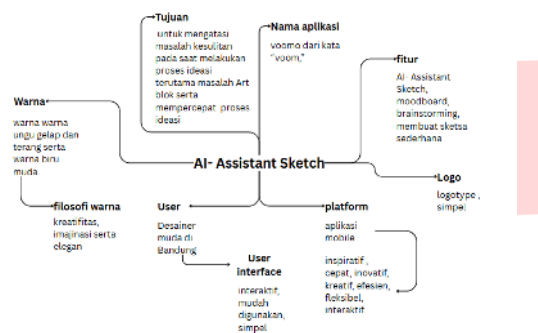 Tujuan
untuk mengatasi
masalah kesulitan
pada saat melakukan
proses ideasi
terutama masalah Art
blok serta
mempercepat proses
ideasi
Nama aplikasi
voomo dari kata
"voom,"
fitur
AI- Assistant
Sketch,
moodboard,
brainstorming,
membuat sketsa
sederhana
Warna
warna warna
ungu gelap dan
terang serta
warna biru
muda
AI- Assistant Sketch
Logo
logotype ,
simpel
filosofi warna
kreatifitas,
imajinasi serta
elegan
User
Desainer
muda di
Bandung
platform
aplikasi
mobile
inspiratif ,
cepat, inovatif,
kreatif, efesien,
fleksibel,
interaktif
User
interface
interaktif,
mudah
digunakan,
simpel